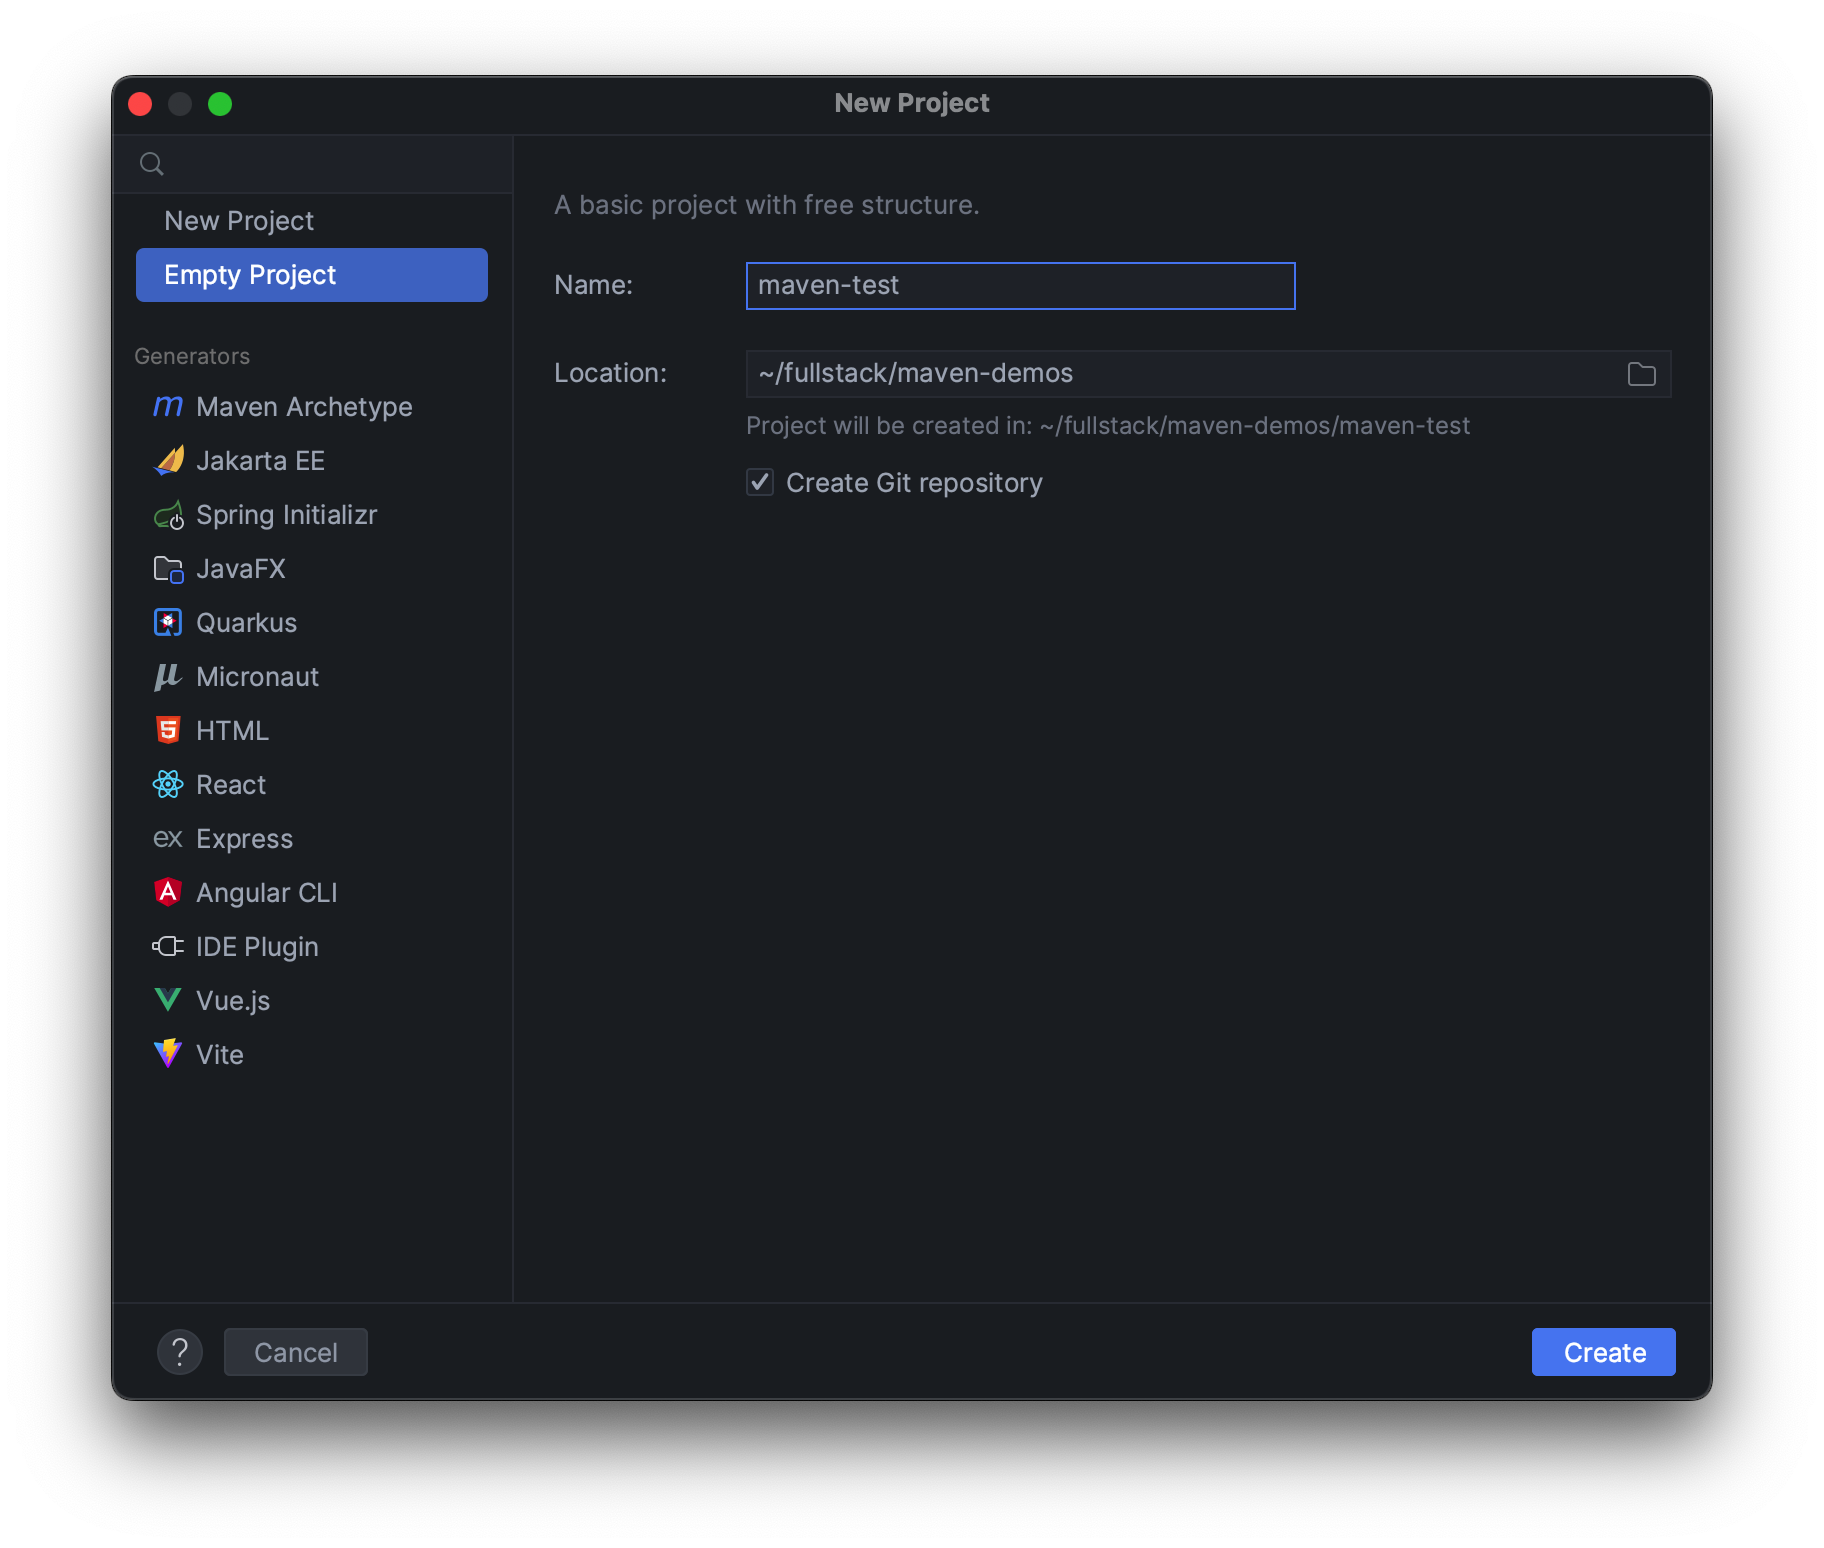 New Project
New Project
Empty Project
Generators
Maven Archetype
Jakarta EE
Spring Initializr
JavaFX
Quarkus
Micronaut
HTML
React
ex Express
Angular CLI
IDE Plugin
Vue.js
Vite
A basic project with free structure.
Name: maven-test
Location: ~/fullstack/maven-demos
Project will be created in: ~/fullstack/maven-demos/maven-test
Create Git repository
? Cancel
Create